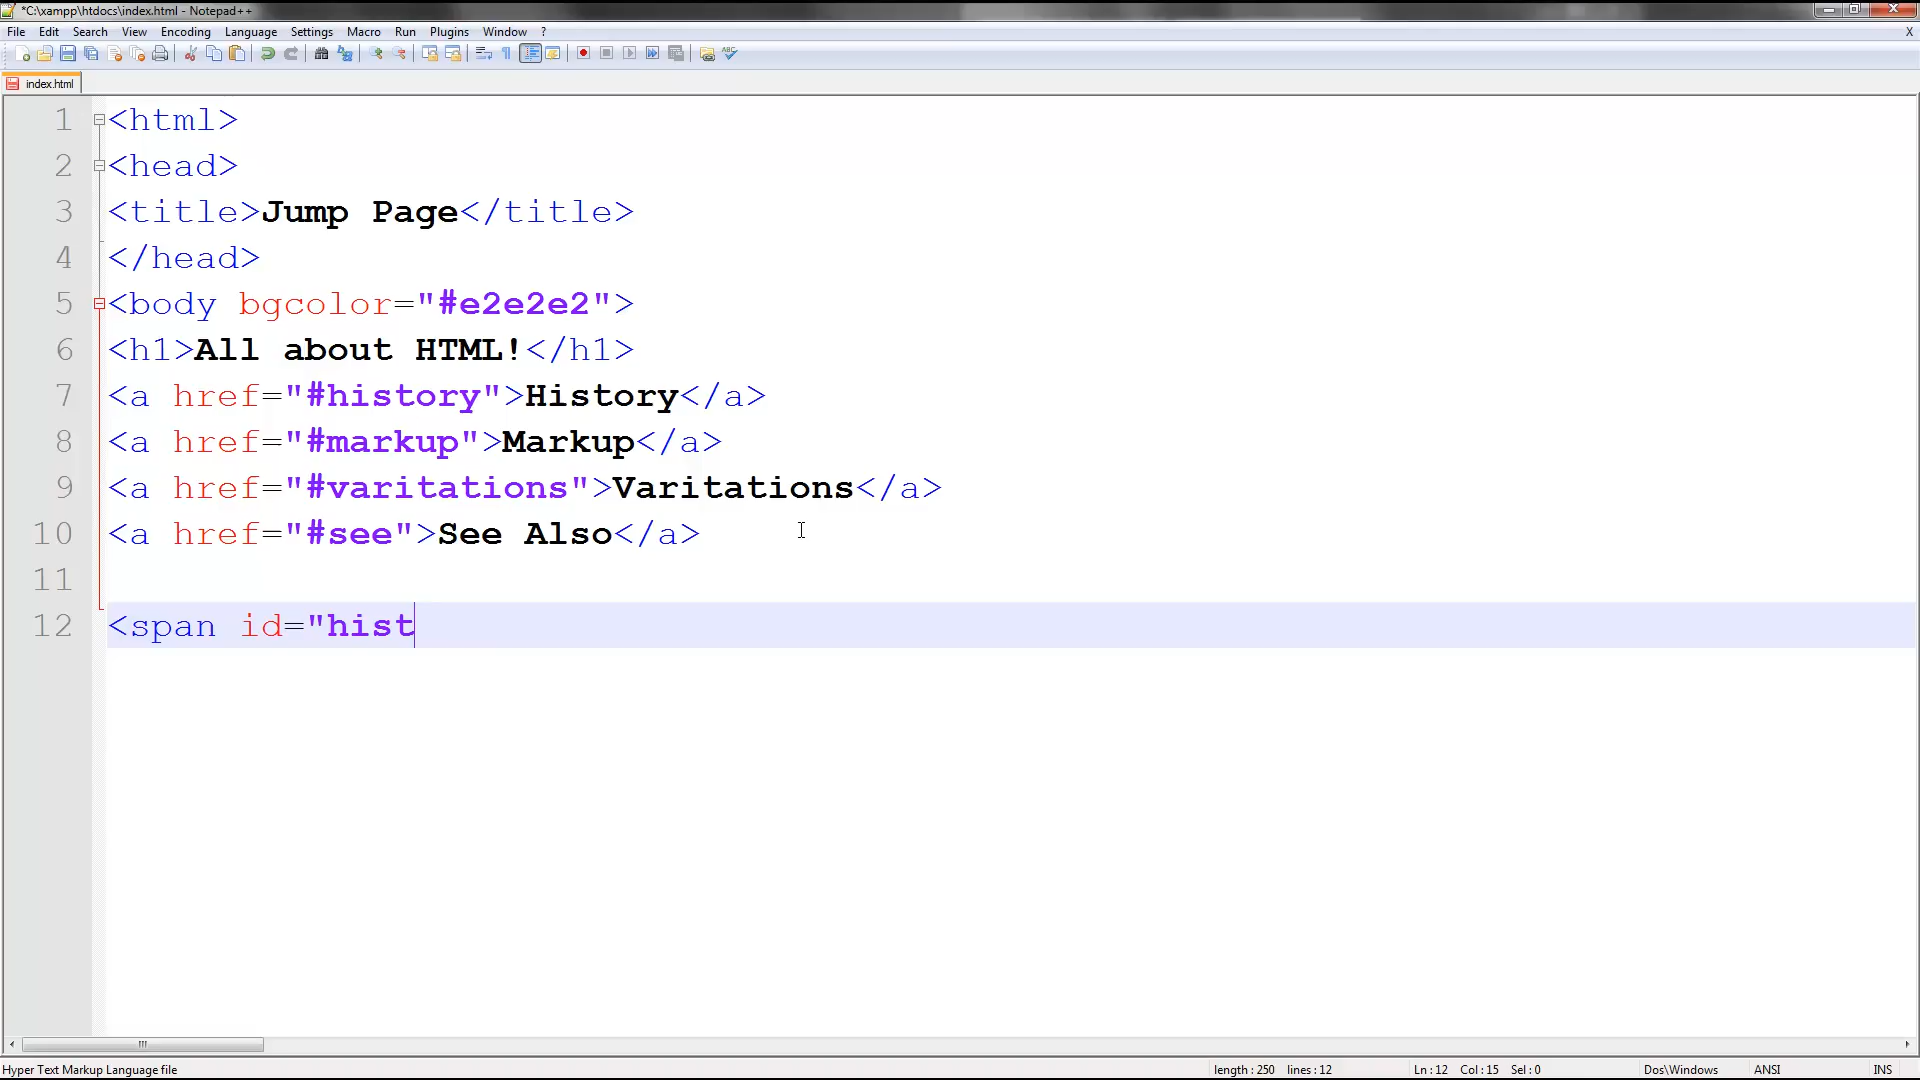 *C:\xampp\htdocs\index.html - Notepad++
File Edit Search View Encoding Language Settings Macro Run Plugins Window ? X
index.html
1 <html>
2 <head>
3 <title>Jump Page</title>
4 </head>
5 <body bgcolor="#e2e2e2">
6 <h1>All about HTML!</h1>
7 <a href="#history">History</a>
8 <a href="#markup">Markup</a>
9 <a href="#varitations">Varitations</a>
10 <a href="#see">See Also</a>
11
12 <span id="hist
Hyper Text Markup Language file length : 250 lines : 12 Ln : 12 Col : 15 Sel : 0 Dos\Windows ANSI INS